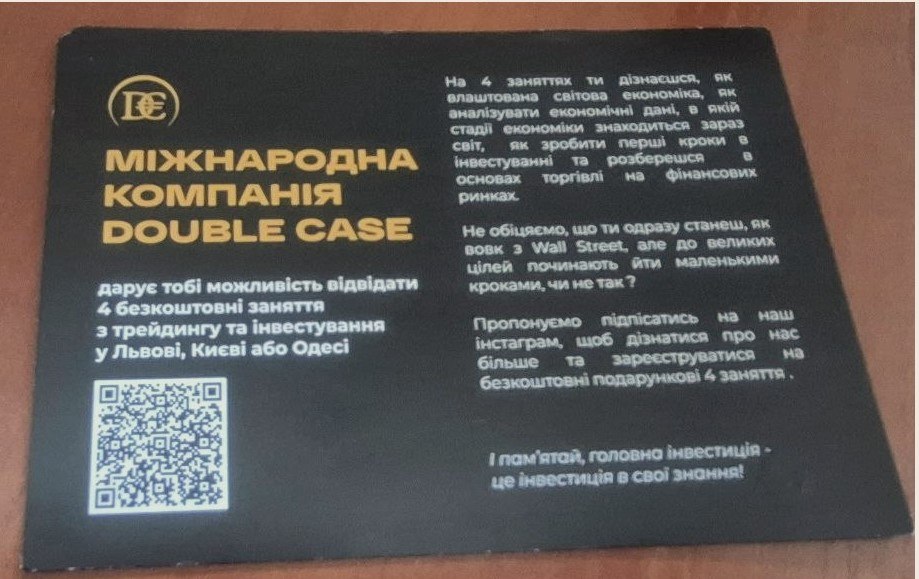 DC
МІЖНАРОДНА
КОМПАНІЯ
DOUBLE CASE
дарує тобі можливість відвідати
4 безкоштовні заняття
з трейдингу та інвестування
у Львові, Києві або Одесі
На 4 заняттях ти дізнаєшся, як
влаштована світова економіка, як
аналізувати економічні дані, в якій
стадії економіки знаходиться зараз
світ, як зробити перші кроки в
інвестуванні та розберешся в
основах торгівлі на фінансових
ринках.
Не обіцяємо, що ти одразу станеш, як
вовк з Wall Street, але до великих
цілей починають йти маленькими
кроками, чи не так ?
Пропонуємо підпісатись на наш
інстаграм, щоб дізнатися про нас
більше та зареєструватися на
безкоштовні подарункові 4 заняття .
І пам'ятай, головна інвестиція -
це інвестиція в свої знання!